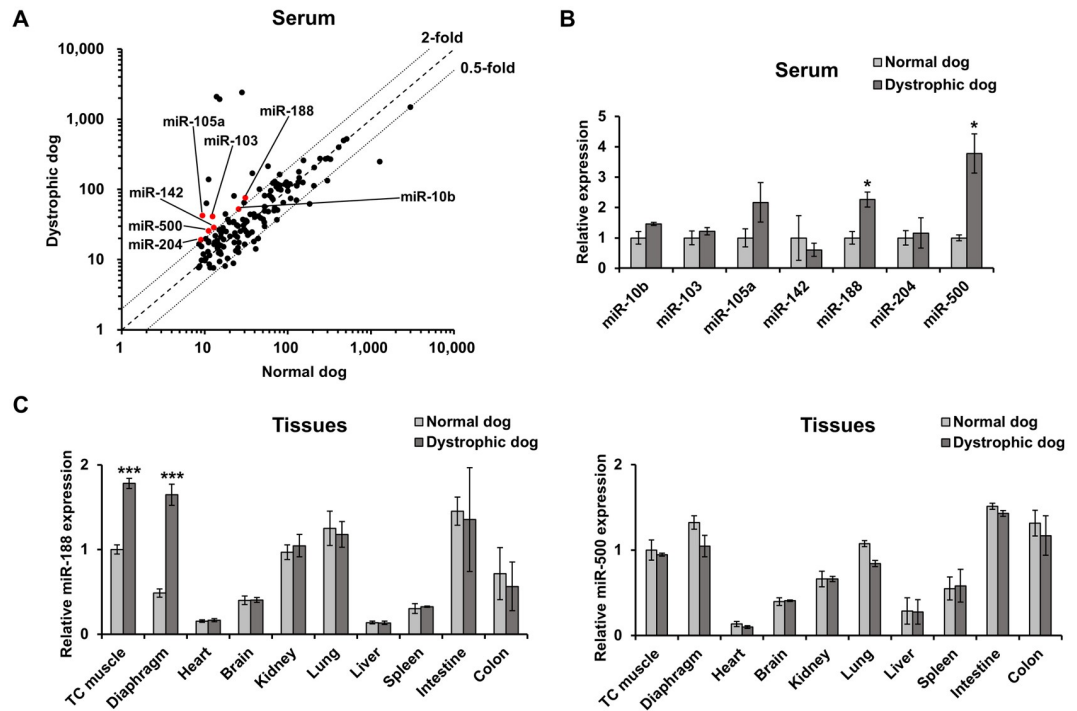 A
Serum
2-fold
0.5-fold
10,000
1,000
100
10
1
Dystrophic dog
miR-105a
miR-103
miR-188
miR-142
miR-500
miR-204
miR-10b
1
10
100
1,000
10,000
Normal dog
B
Serum
Normal dog
Dystrophic dog
Relative expression
5
4
3
2
1
0
*
*
miR-10b
miR-103
miR-105a
miR-142
miR-188
miR-204
miR-500
C
Tissues
Normal dog
Dystrophic dog
Relative miR-188 expression
2
1
0
***
***
TC muscle
Diaphragm
Heart
Brain
Kidney
Lung
Liver
Spleen
Intestine
Colon
Tissues
Normal dog
Dystrophic dog
Relative miR-500 expression
2
1
0
TC muscle
Diaphragm
Heart
Brain
Kidney
Lung
Liver
Spleen
Intestine
Colon